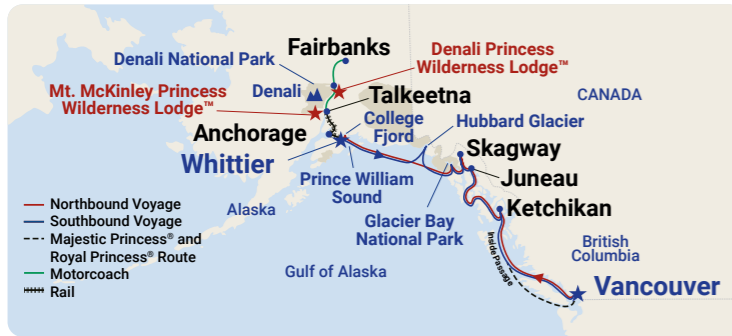 Fairbanks
Denali National Park
Denali Princess
Wilderness Lodge™
Mt. McKinley Princess
Wilderness Lodge™
Denali
Talkeetna
CANADA
College
Fjord
Hubbard Glacier
Anchorage
Whittier
Skagway
Prince William
Sound
Juneau
Glacier Bay
National Park
Ketchikan
Alaska
Northbound Voyage
Southbound Voyage
Majestic Princess® and
Royal Princess® Route
Motorcoach
Rail
Gulf of Alaska
Inside Passage
British
Columbia
Vancouver